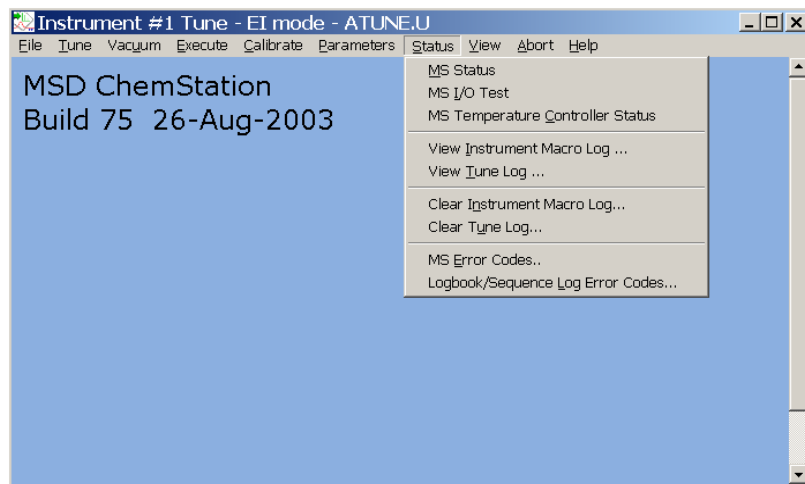 Instrument #1 Tune - EI mode - ATUNE.U
File Tune Vacuum Execute Calibrate Parameters Status View Abort Help
MSD ChemStation
Build 75 26-Aug-2003
MS Status
MS I/O Test
MS Temperature Controller Status
View Instrument Macro Log ...
View Tune Log ...
Clear Instrument Macro Log...
Clear Tune Log...
MS Error Codes..
Logbook/Sequence Log Error Codes...